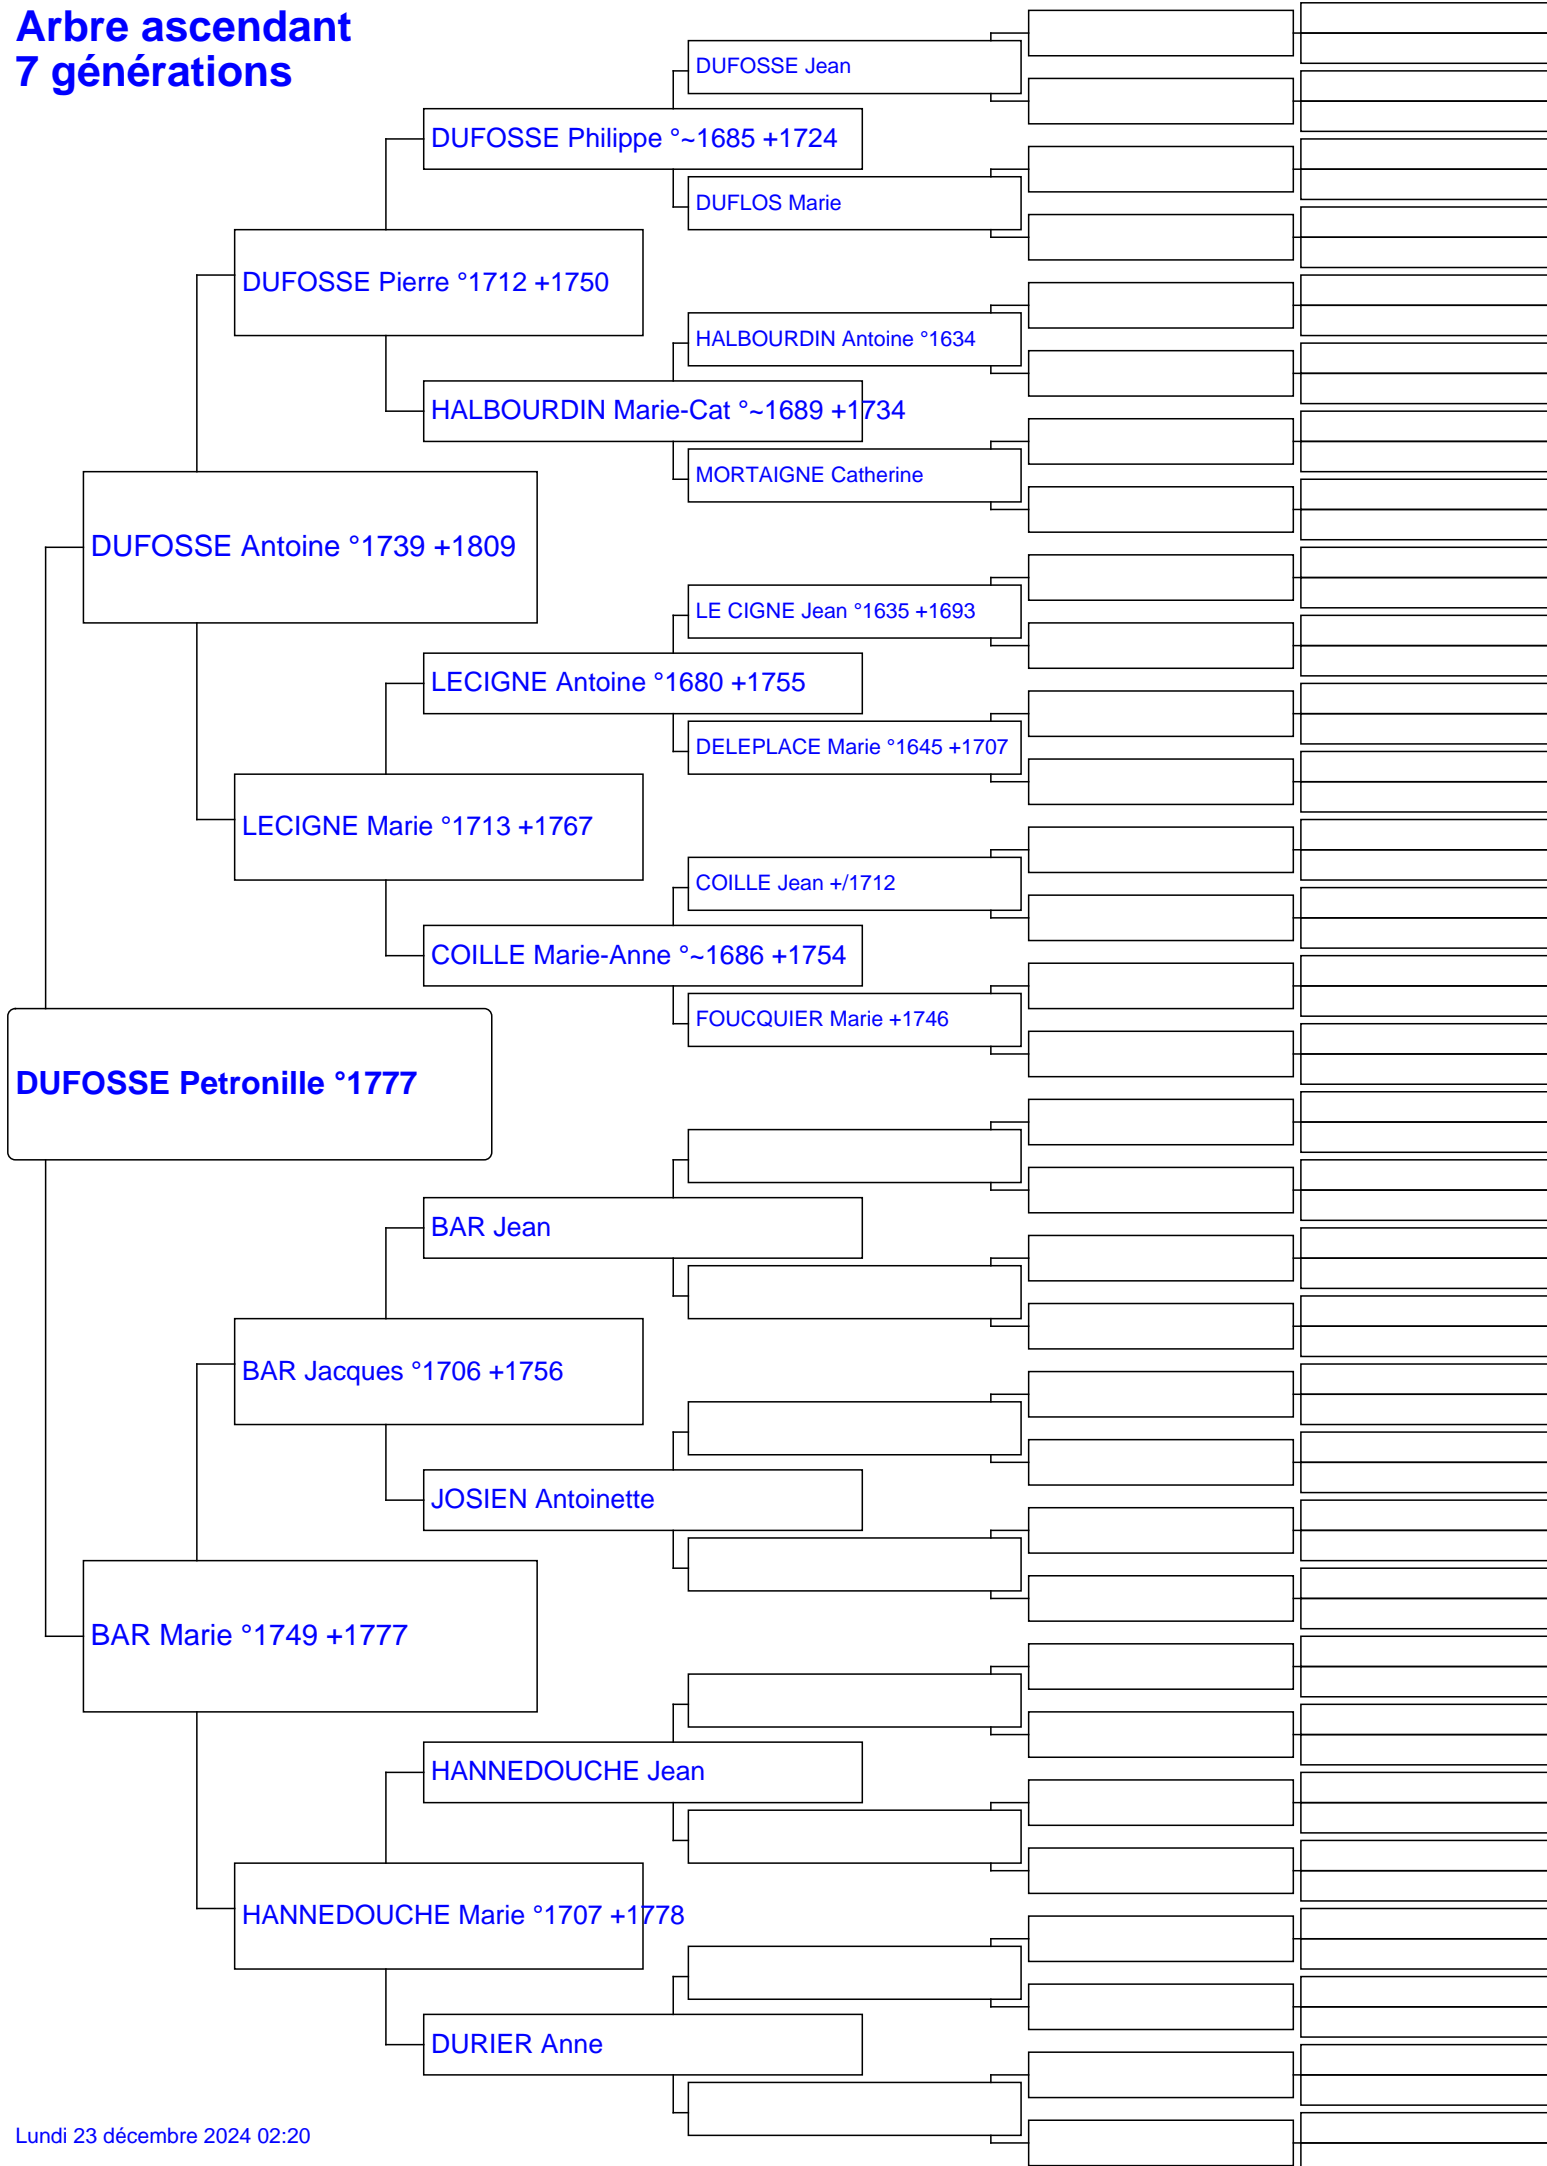 Arbre ascendant
7 générations
DUFOSSE Jean
DUFOSSE Philippe °~1685 +1724
DUFLOS Marie
DUFOSSE Pierre °1712 +1750
HALBOURDIN Antoine °1634
HALBOURDIN Marie-Cat °~1689 +1734
MORTAIGNE Catherine
DUFOSSE Antoine °1739 +1809
LE CIGNE Jean °1635 +1693
LECIGNE Antoine °1680 +1755
DELEPLACE Marie °1645 +1707
LECIGNE Marie °1713 +1767
COILLE Jean +/1712
COILLE Marie-Anne °~1686 +1754
FOUCQUIER Marie +1746
DUFOSSE Petronille °1777
BAR Jean
BAR Jacques °1706 +1756
JOSIEN Antoinette
BAR Marie °1749 +1777
HANNEDOUCHE Jean
HANNEDOUCHE Marie °1707 +1778
DURIER Anne
Lundi 23 décembre 2024 02:20